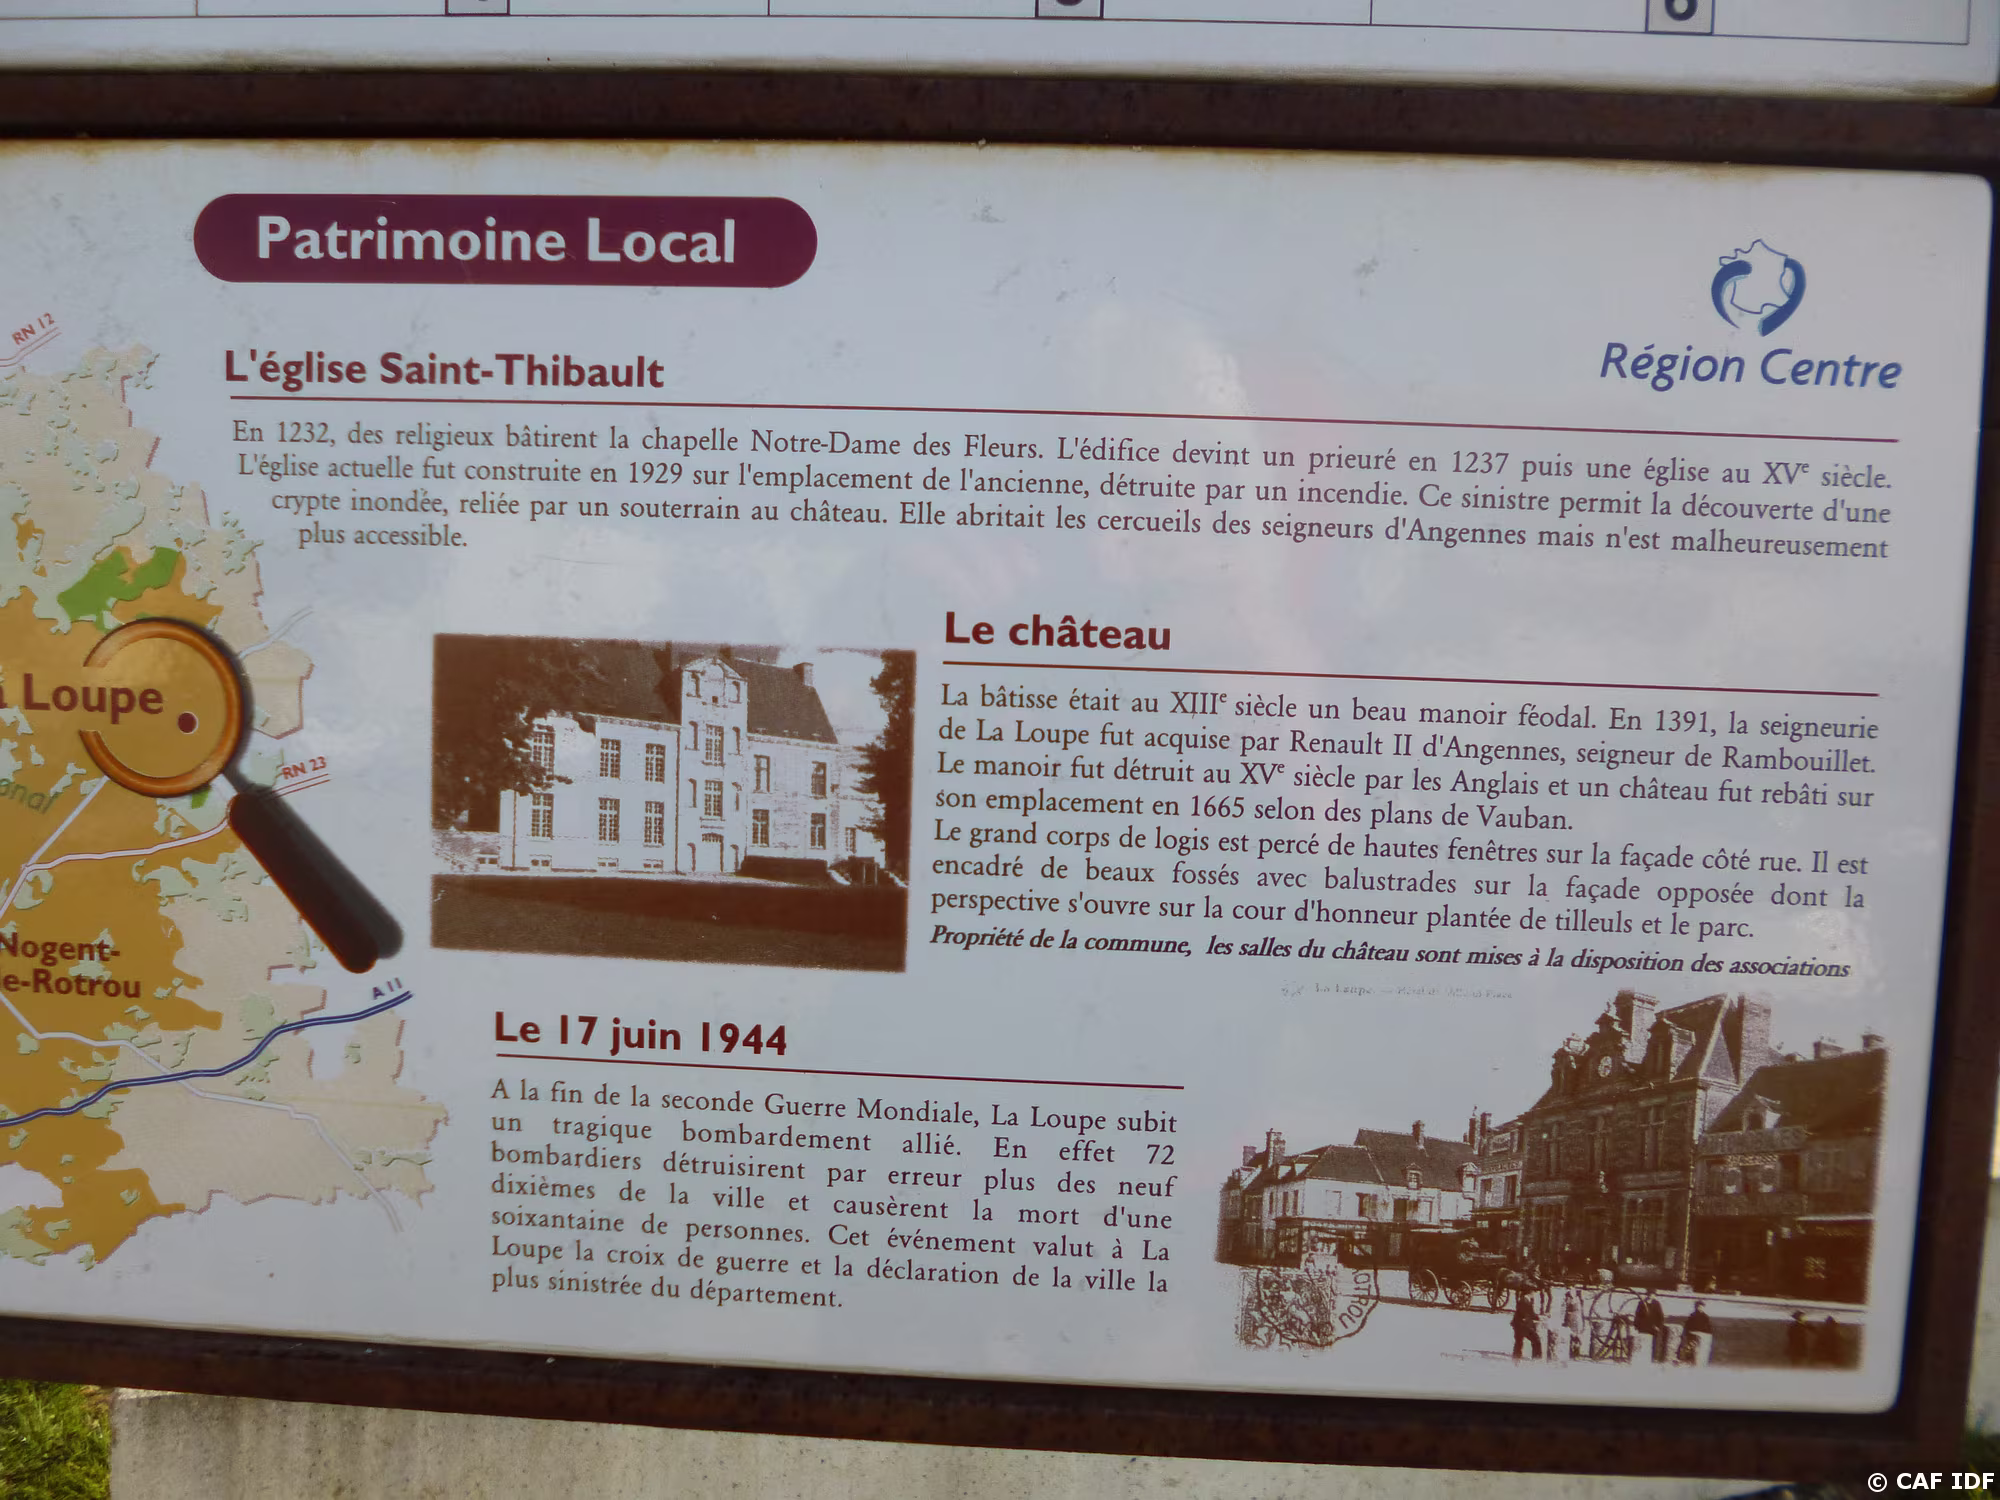 6
Patrimoine Local
Région Centre
RN 12
L'église Saint-Thibault
En 1232, des religieux bâtirent la chapelle Notre-Dame des Fleurs. L'édifice devint un prieuré en 1237 puis une église au XVe siècle.
L'église actuelle fut construite en 1929 sur l'emplacement de l'ancienne, détruite par un incendie. Ce sinistre permit la découverte d'une
crypte inondée, reliée par un souterrain au château. Elle abritait les cercueils des seigneurs d'Angennes mais n'est malheureusement
plus accessible.
Loupe
RN 23
Nogent-
e-Rotrou
A 11
Le château
La bâtisse était au XIIIe siècle un beau manoir féodal. En 1391, la seigneurie
de La Loupe fut acquise par Renault II d'Angennes, seigneur de Rambouillet.
Le manoir fut détruit au XVe siècle par les Anglais et un château fut rebâti sur
son emplacement en 1665 selon des plans de Vauban.
Le grand corps de logis est percé de hautes fenêtres sur la façade côté rue. Il est
encadré de beaux fossés avec balustrades sur la façade opposée dont la
perspective s'ouvre sur la cour d'honneur plantée de tilleuls et le parc.
Propriété de la commune, les salles du château sont mises à la disposition des associations
La Loupe
Le 17 juin 1944
A la fin de la seconde Guerre Mondiale, La Loupe subit
un tragique bombardement allié. En effet 72
bombardiers détruisirent par erreur plus des neuf
dixièmes de la ville et causèrent la mort d'une
soixantaine de personnes. Cet événement valut à La
Loupe la croix de guerre et la déclaration de la ville la
plus sinistrée du département.
© CAF IDF